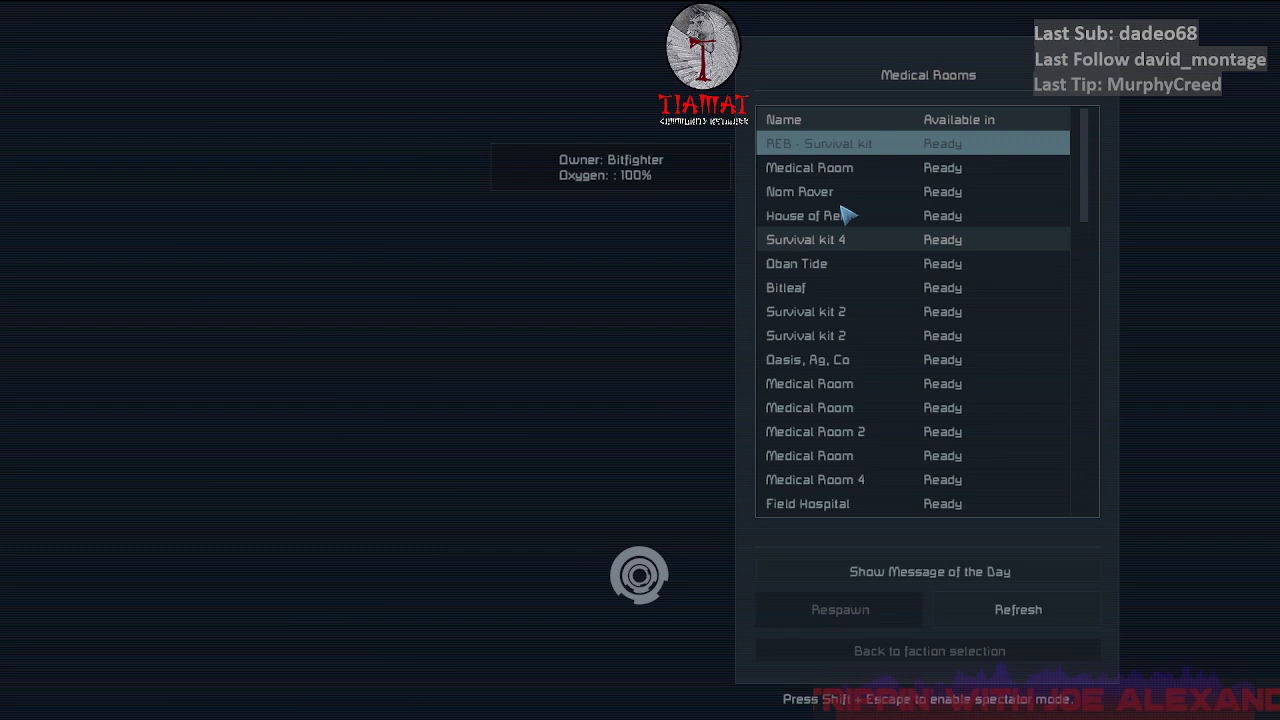 TIAMAT
Last Sub: dadeo68
Last Follow david_montage
Last Tip: MurphyCreed
Medical Rooms
Name Available in
REB - Survival kit Ready
Medical Room Ready
Nom Rover Ready
House of Ready
Survival kit 4 Ready
Oban Tide Ready
Bitleaf Ready
Survival kit 2 Ready
Survival kit 2 Ready
Oasis, Ag, Co Ready
Medical Room Ready
Medical Room Ready
Medical Room 2 Ready
Medical Room Ready
Medical Room 4 Ready
Field Hospital Ready
Owner: Bitfighter
Oxygen: : 100%
Show Message of the Day
Respawn Refresh
Back to faction selection
Press Shift + Escape to enable spectator mode.